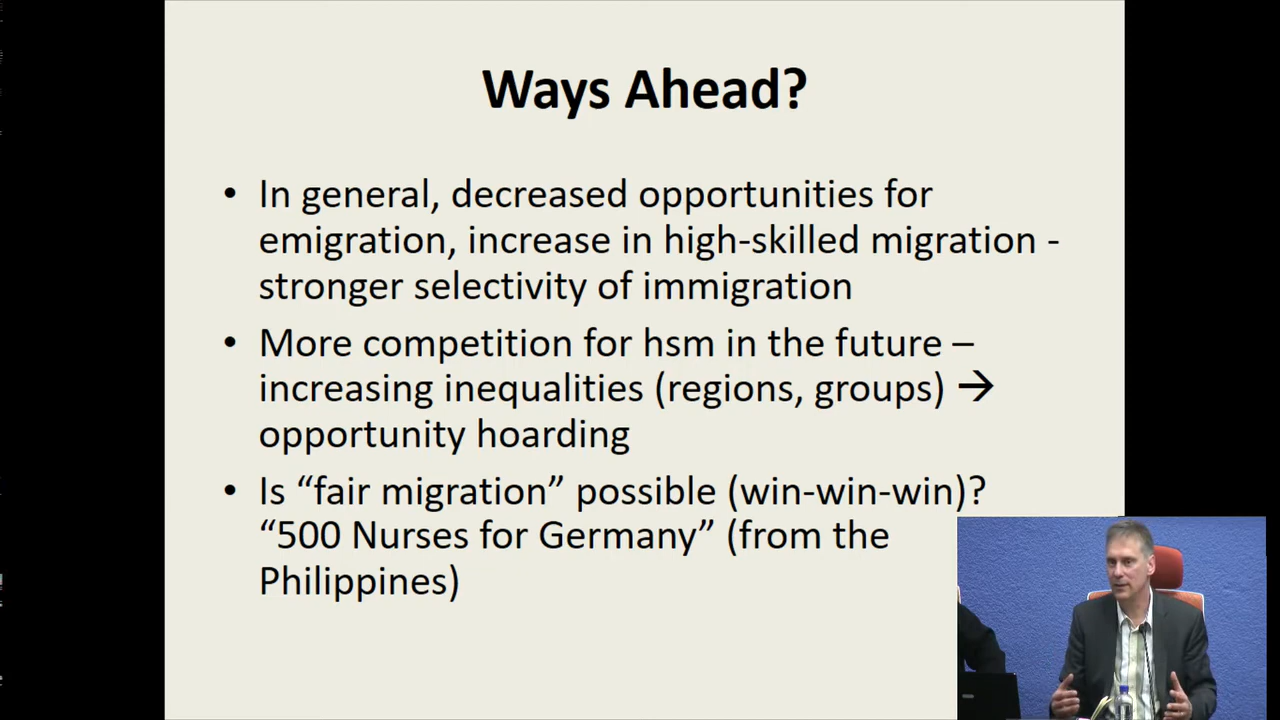 Ways Ahead?
• In general, decreased opportunities for
emigration, increase in high-skilled migration -
stronger selectivity of immigration
• More competition for hsm in the future –
increasing inequalities (regions, groups) →
opportunity hoarding
• Is “fair migration” possible (win-win-win)?
“500 Nurses for Germany” (from the
Philippines)